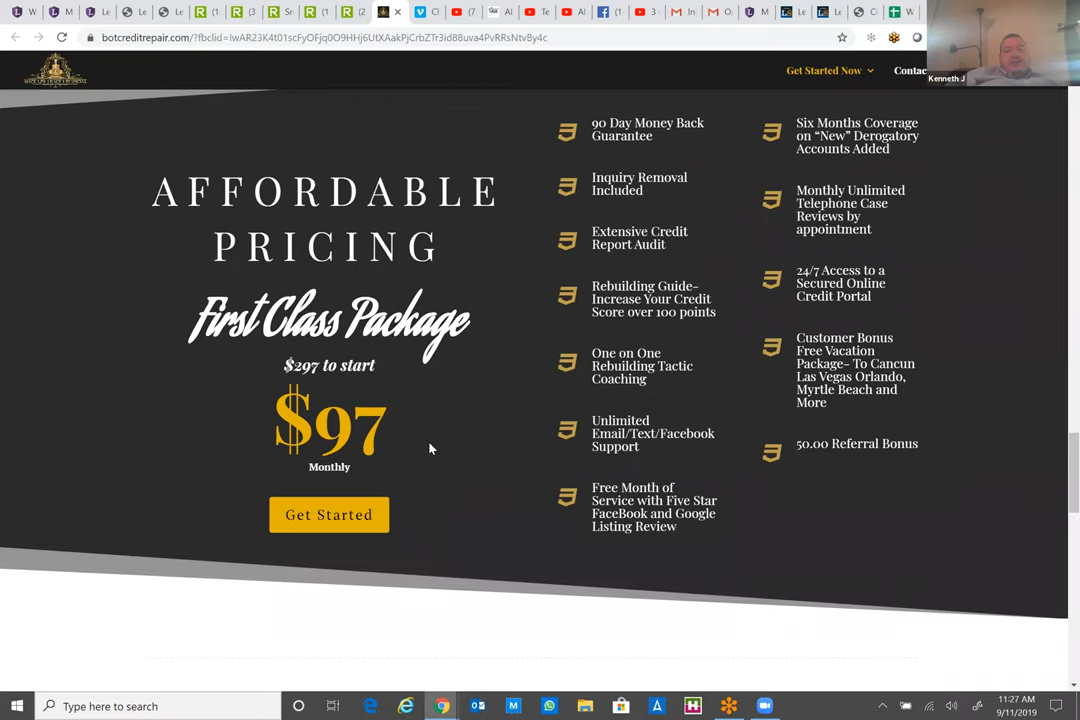 botcreditrepair.com/?fbclid=IwAR23K4t01scFyOFjq0O9HHj6UtXAakPjCrbZTr3id88uva4PvRRsNtvBy4c
Kenneth J
Get Started Now
Contac
AFFORDABLE
PRICING
First Class Package
$297 to start
$97
Monthly
Get Started
90 Day Money Back
Guarantee
Inquiry Removal
Included
Extensive Credit
Report Audit
Rebuilding Guide-
Increase Your Credit
Score over 100 points
One on One
Rebuilding Tactic
Coaching
Unlimited
Email/Text/Facebook
Support
Free Month of
Service with Five Star
FaceBook and Google
Listing Review
Six Months Coverage
on “New” Derogatory
Accounts Added
Monthly Unlimited
Telephone Case
Reviews by
appointment
24/7 Access to a
Secured Online
Credit Portal
Customer Bonus
Free Vacation
Package- To Cancun
Las Vegas Orlando,
Myrtle Beach and
More
50.00 Referral Bonus
Type here to search
11:27 AM
9/11/2019